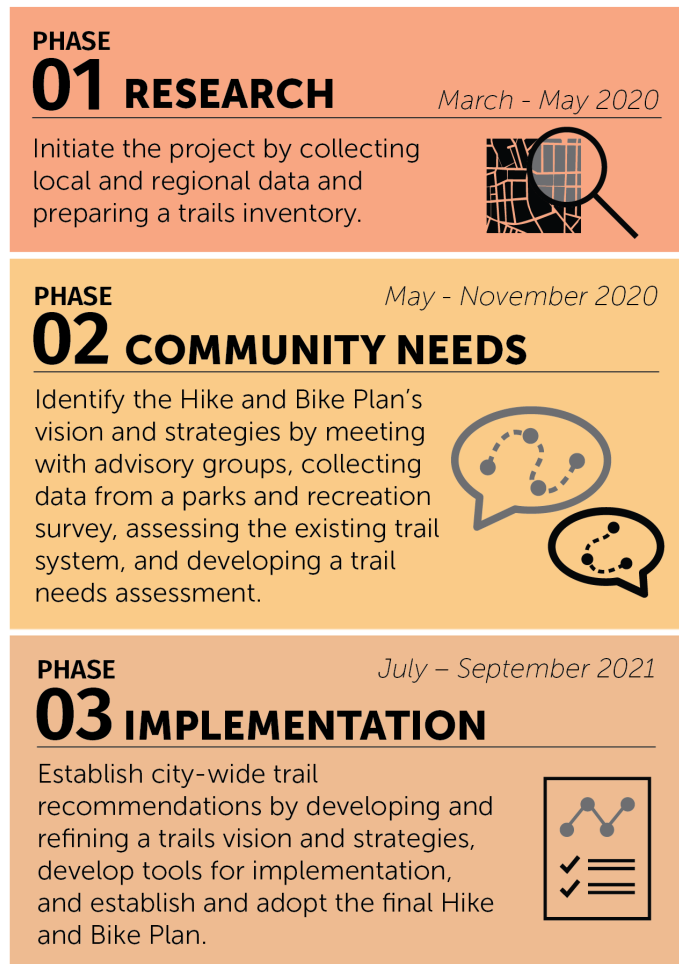 PHASE
01 RESEARCH
March - May 2020
Initiate the project by collecting
local and regional data and
preparing a trails inventory.
PHASE
May - November 2020
02 COMMUNITY NEEDS
Identify the Hike and Bike Plan’s
vision and strategies by meeting
with advisory groups, collecting
data from a parks and recreation
survey, assessing the existing trail
system, and developing a trail
needs assessment.
PHASE
July – September 2021
03 IMPLEMENTATION
Establish city-wide trail
recommendations by developing and
refining a trails vision and strategies,
develop tools for implementation,
and establish and adopt the final Hike
and Bike Plan.